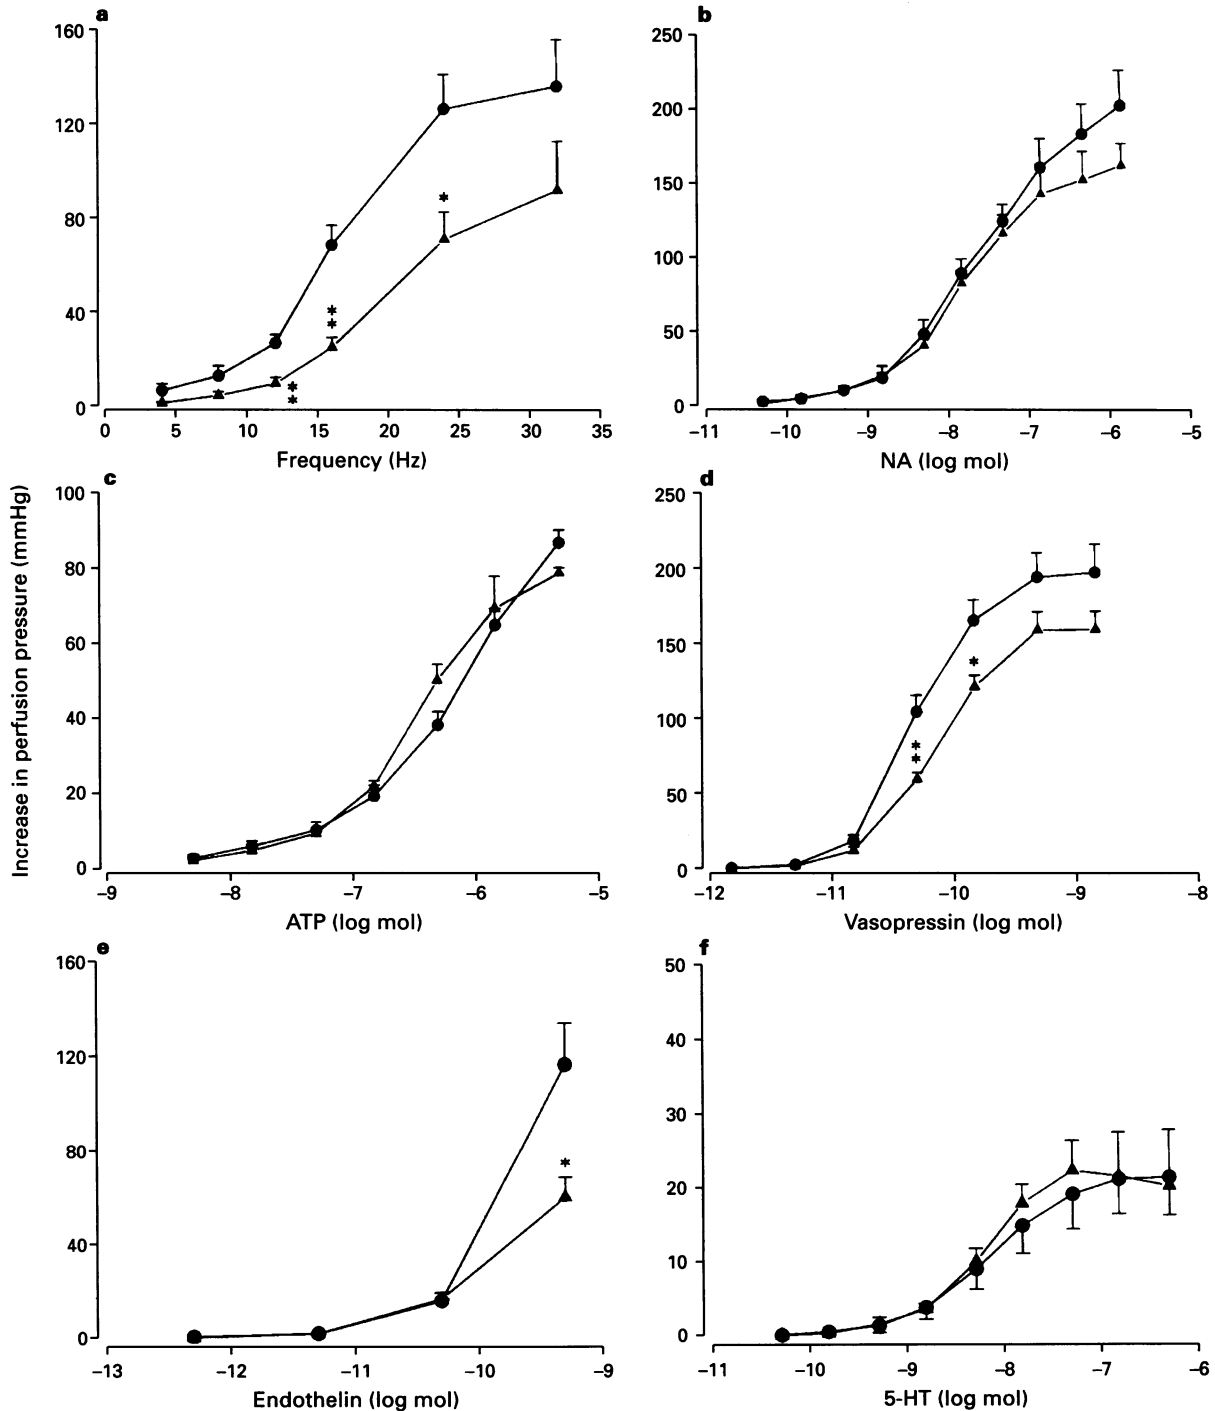 a
160
120
80
40
0
*
*
*
*
*
0 5 10 15 20 25 30 35
Frequency (Hz)
b
250
200
150
100
50
0
–11 –10 –9 –8 –7 –6 –5
NA (log mol)
Increase in perfusion pressure (mmHg)
c
100
80
60
40
20
0
–9 –8 –7 –6 –5
ATP (log mol)
d
250
200
150
100
50
0
*
*
*
–12 –11 –10 –9 –8
Vasopressin (log mol)
e
160
120
80
40
0
*
–13 –12 –11 –10 –9
Endothelin (log mol)
f
50
40
30
20
10
0
–11 –10 –9 –8 –7 –6
5-HT (log mol)